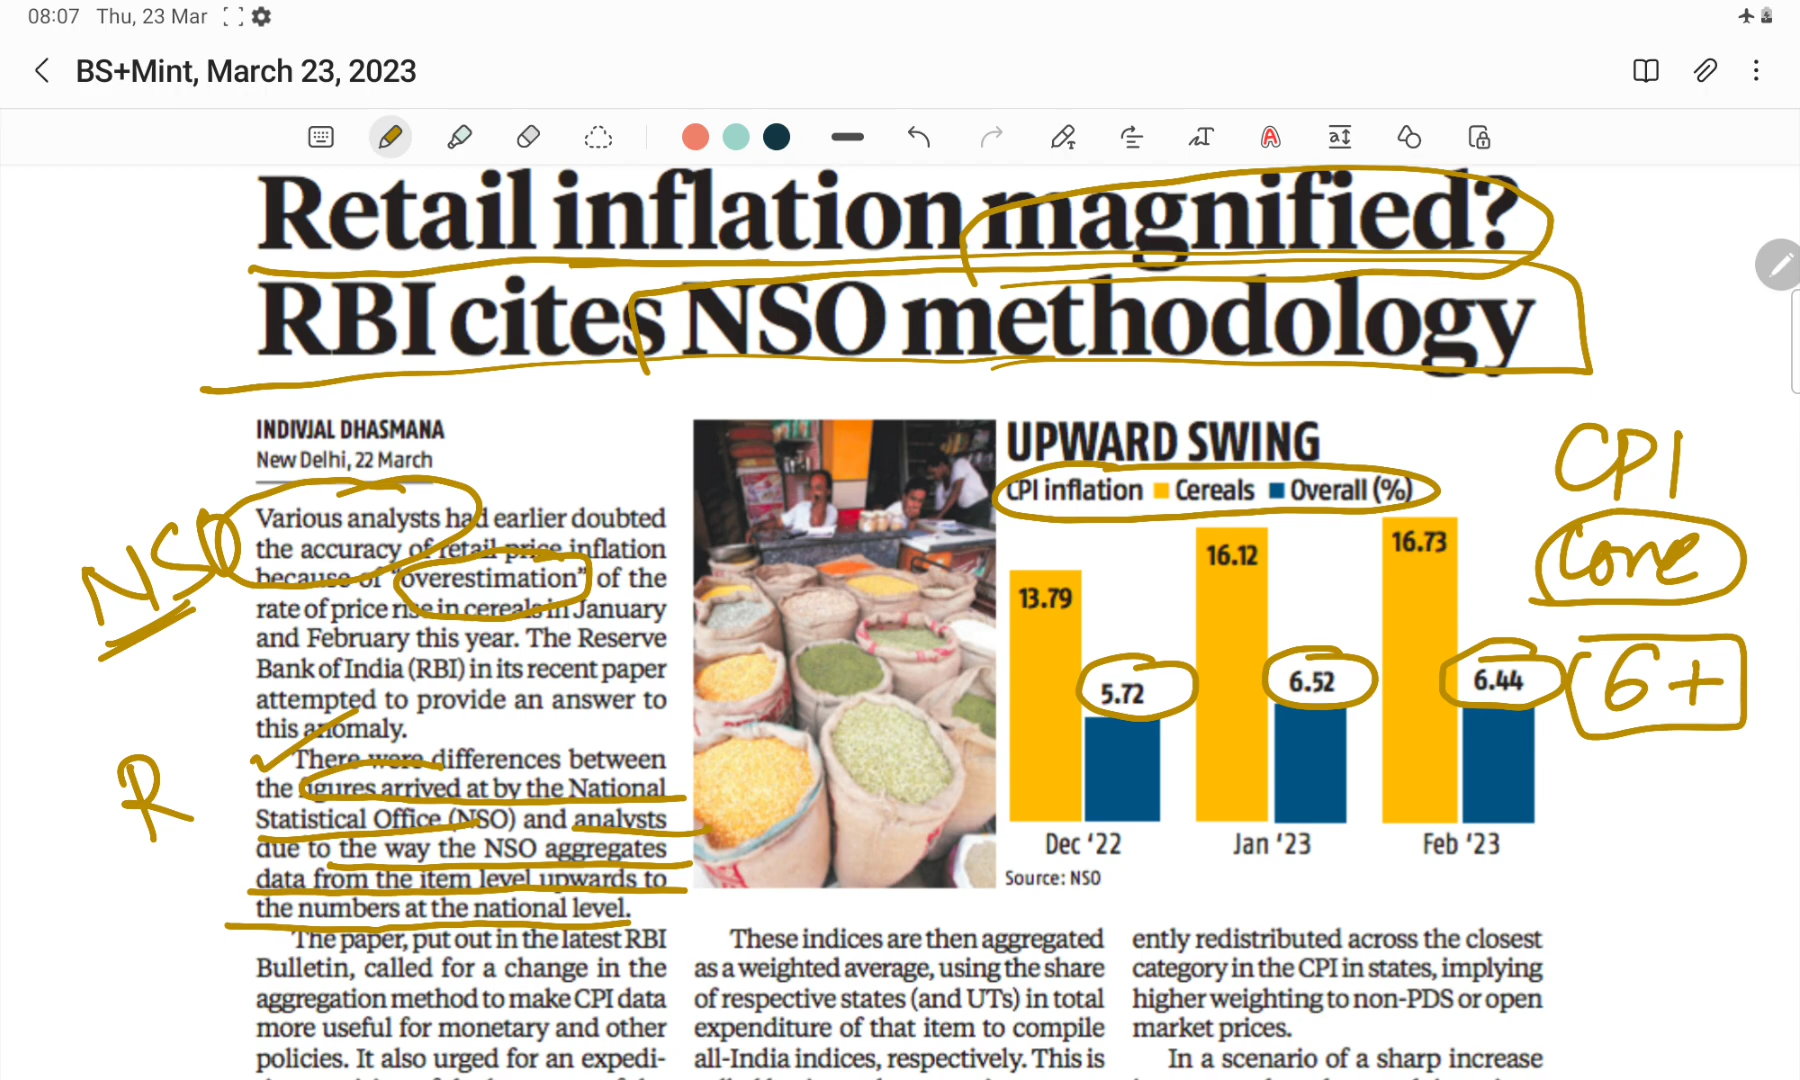 08:07 Thu, 23 Mar
BS+Mint, March 23, 2023
Retail inflation magnified?
RBI cites NSO methodology
INDIVJAL DHASMANA
New Delhi, 22 March
Various analysts had earlier doubted
the accuracy of retail price inflation
because of “overestimation” of the
rate of price rise in cereals in January
and February this year. The Reserve
Bank of India (RBI) in its recent paper
attempted to provide an answer to
this anomaly.
There were differences between
the figures arrived at by the National
Statistical Office (NSO) and analysts
due to the way the NSO aggregates
data from the item level upwards to
the numbers at the national level.
The paper, put out in the latest RBI
Bulletin, called for a change in the
aggregation method to make CPI data
more useful for monetary and other
policies. It also urged for an expedi-
NSO
R
UPWARD SWING
CPI inflation Cereals Overall (%)
13.79 5.72 16.12 6.52 16.73 6.44
Dec ‘22 Jan ‘23 Feb ‘23
Source: NSO
CPI
Core
6+
These indices are then aggregated
as a weighted average, using the share
of respective states (and UTs) in total
expenditure of that item to compile
all-India indices, respectively. This is
ently redistributed across the closest
category in the CPI in states, implying
higher weighting to non-PDS or open
market prices.
In a scenario of a sharp increase